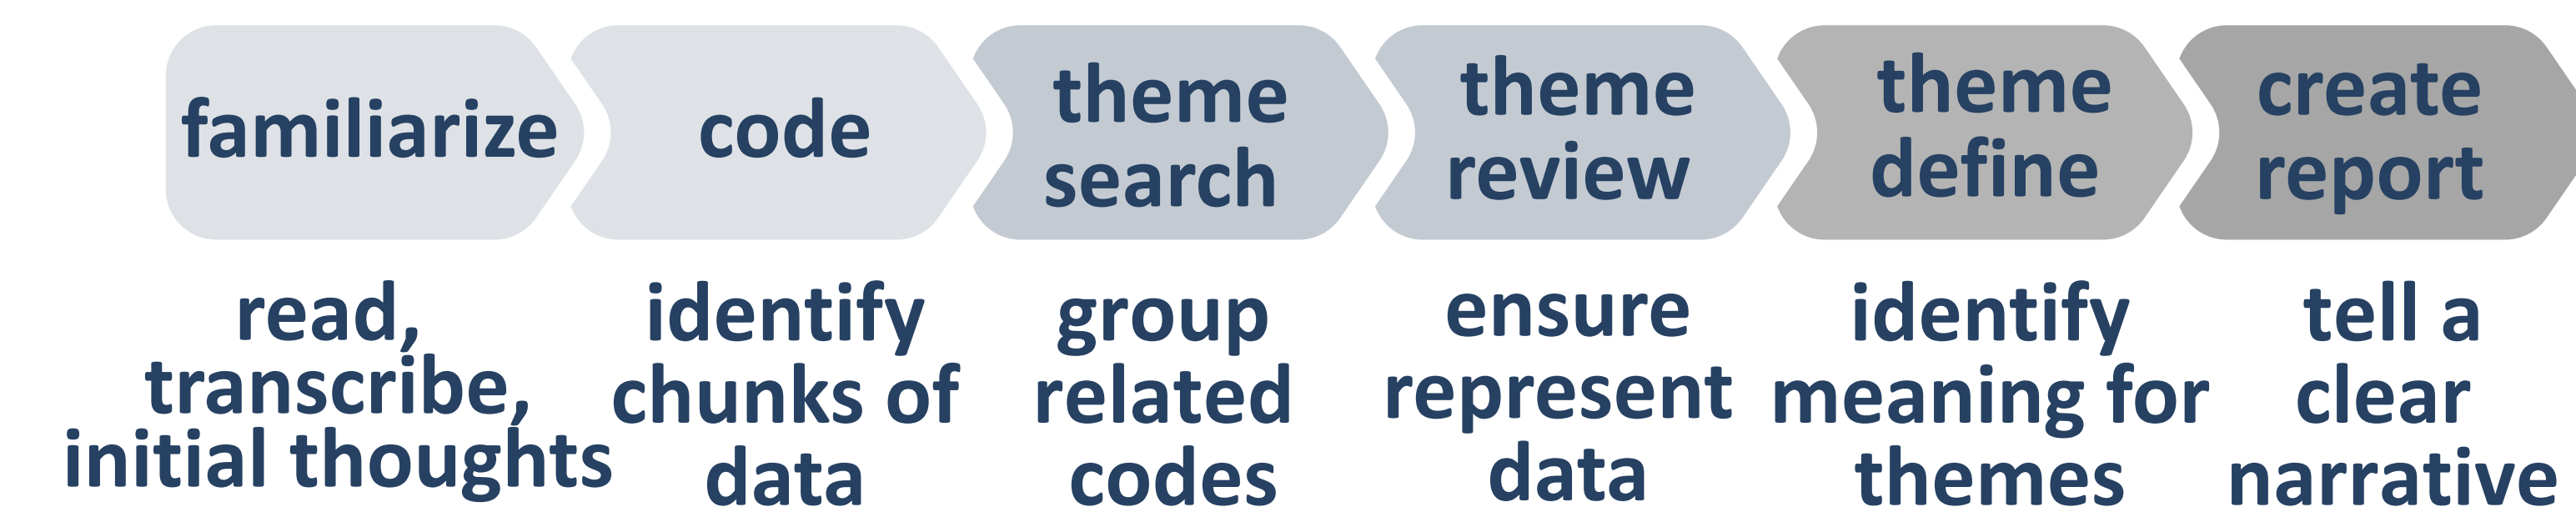 familiarize
code
theme
search
theme
review
theme
define
create
report
read,
transcribe,
initial thoughts
identify
chunks of
data
group
related
codes
ensure
represent
data
identify
meaning for
themes
tell a
clear
narrative